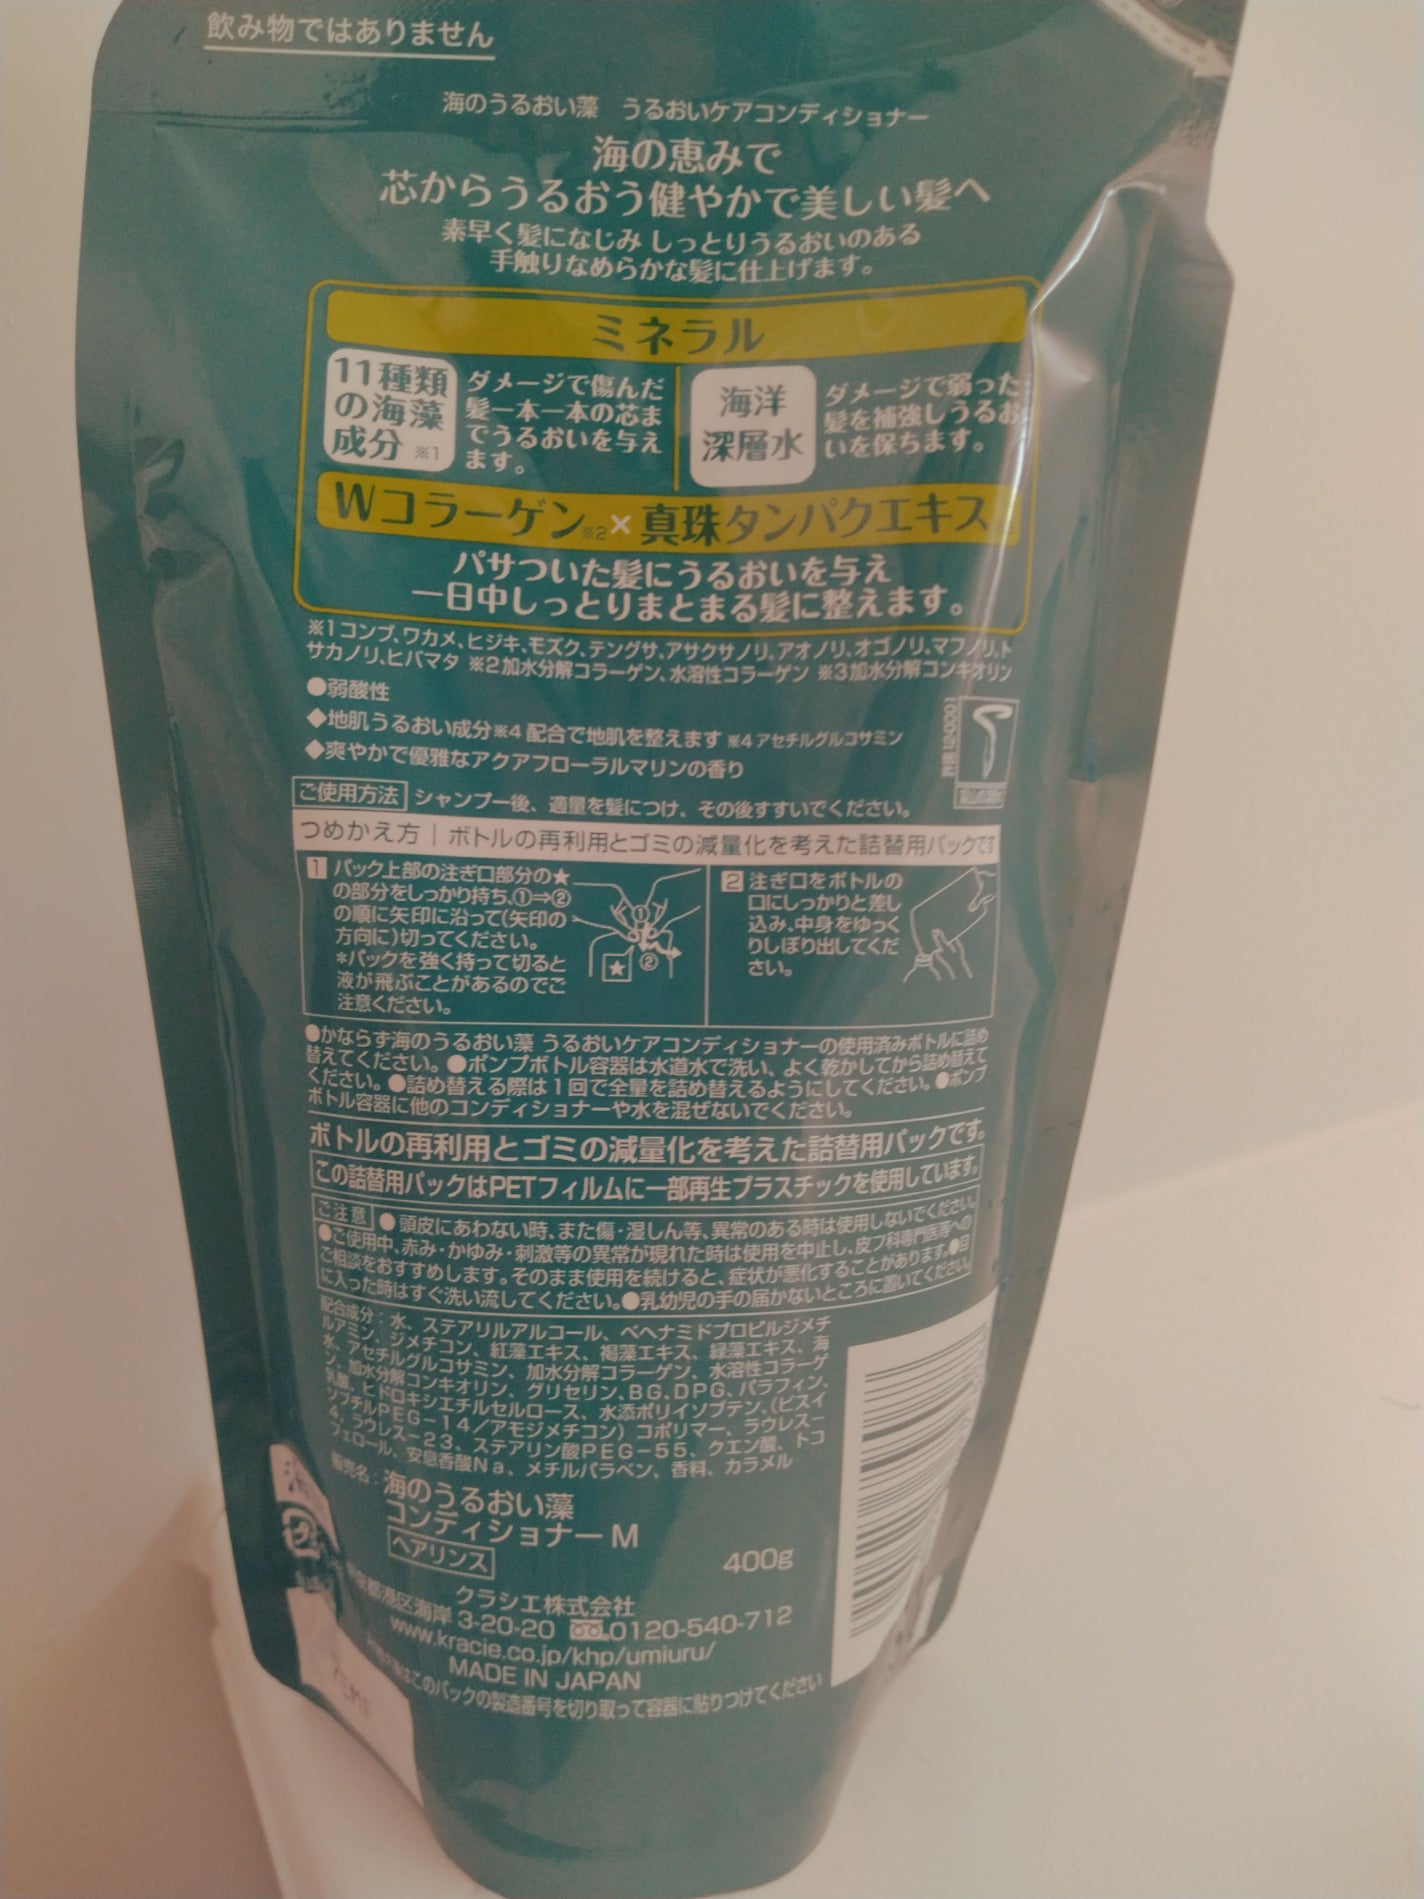 飲み物ではありません
海のうるおい藻 うるおいケアコンディショナー
海の恵みで
芯からうるおう健やかで美しい髪へ
素早く髪になじみ しっとりうるおいのある
手触りなめらかな髪に仕上げます。
ミネラル
11種類
の海藻
成分 ※1
ダメージで傷んだ
髪一本一本の芯ま
でうるおいを与え
ます。
海洋
深層水
ダメージで弱った
髪を補強しうるお
いを保ちます。
Wコラーゲン※2×真珠タンパクエキス
パサついた髪にうるおいを与え
一日中しっとりまとまる髪に整えます。
※1コンブ、ワカメ、ヒジキ、モズク、テングサ、アサクサノリ、アオノリ、オゴノリ、マフノリ、ト
サカノリ、ヒバマタ ※2加水分解コラーゲン、水溶性コラーゲン ※3加水分解コンキオリン
●弱酸性
◆地肌うるおい成分※4 配合で地肌を整えます ※4 アセチルグルコサミン
◆爽やかで優雅なアクアフローラルマリンの香り
ご使用方法 シャンプー後、適量を髪につけ、その後すすいでください。
つめかえ方 | ボトルの再利用とゴミの減量化を考えた詰替用パックです
1 パック上部の注ぎ口部分の★
の部分をしっかり持ち、①⇒②
の順に矢印に沿って(矢印の
方向に)切ってください。
*パックを強く持って切ると
液が飛ぶことがあるのでご
注意ください。
①
②
★
2 注ぎ口をボトルの
口にしっかりと差し
込み、中身をゆっく
りしぼり出してくだ
さい。
●かならず海のうるおい藻 うるおいケアコンディショナーの使用済みボトルに詰め
替えてください。●ポンプボトル容器は水道水で洗い、よく乾かしてから詰め替えて
ください。●詰め替える際は1回で全量を詰め替えるようにしてください。●ポンプ
ボトル容器に他のコンディショナーや水を混ぜないでください。
ボトルの再利用とゴミの減量化を考えた詰替用パックです。
この詰替用パックはPETフィルムに一部再生プラスチックを使用しています。
ご注意 ●頭皮にあわない時、また傷・湿しん等、異常のある時は使用しないでください。
●ご使用中、赤み・かゆみ・刺激等の異常が現れた時は使用を中止し、皮フ科専門医等への
ご相談をおすすめします。そのまま使用を続けると、症状が悪化することがあります。●目
に入った時はすぐ洗い流してください。●乳幼児の手の届かないところに置いてください。
配合成分:水、ステアリルアルコール、ベヘナミドプロピルジメチ
ルアミン、ジメチコン、紅藻エキス、褐藻エキス、緑藻エキス、海
水、アセチルグルコサミン、加水分解コラーゲン、水溶性コラーゲ
ン、加水分解コンキオリン、グリセリン、BG、DPG、パラフィン、
乳酸、ヒドロキシエチルセルロース、水添ポリイソブテン、(ビスイ
ソブチルPEG-14/アモジメチコン)コポリマー、ラウレス-
4、ラウレス-23、ステアリン酸PEG-55、クエン酸、トコ
フェロール、安息香酸Na、メチルパラベン、香料、カラメル
販売名:海のうるおい藻
コンディショナーM
ヘアリンス
400g
クラシエ株式会社
都港区海岸 3-20-20 0120-540-712
www.kracie.co.jp/khp/umiuru/
MADE IN JAPAN
はこのパックの製造番号を切り取って容器に貼りつけてください